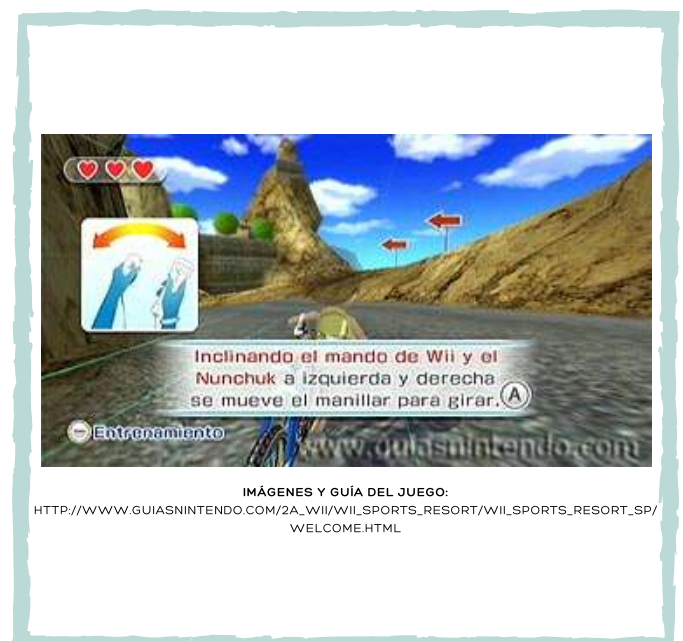 Inclinando el mando de Wii y el
Nunchuk a izquierda y derecha
se mueve el manillar para girar.
A
Entrenamiento
www.guiasnintendo.com
IMÁGENES Y GUÍA DEL JUEGO:
HTTP://WWW.GUIASNINTENDO.COM/2A_WII/WII_SPORTS_RESORT/WII_SPORTS_RESORT_SP/
WELCOME.HTML